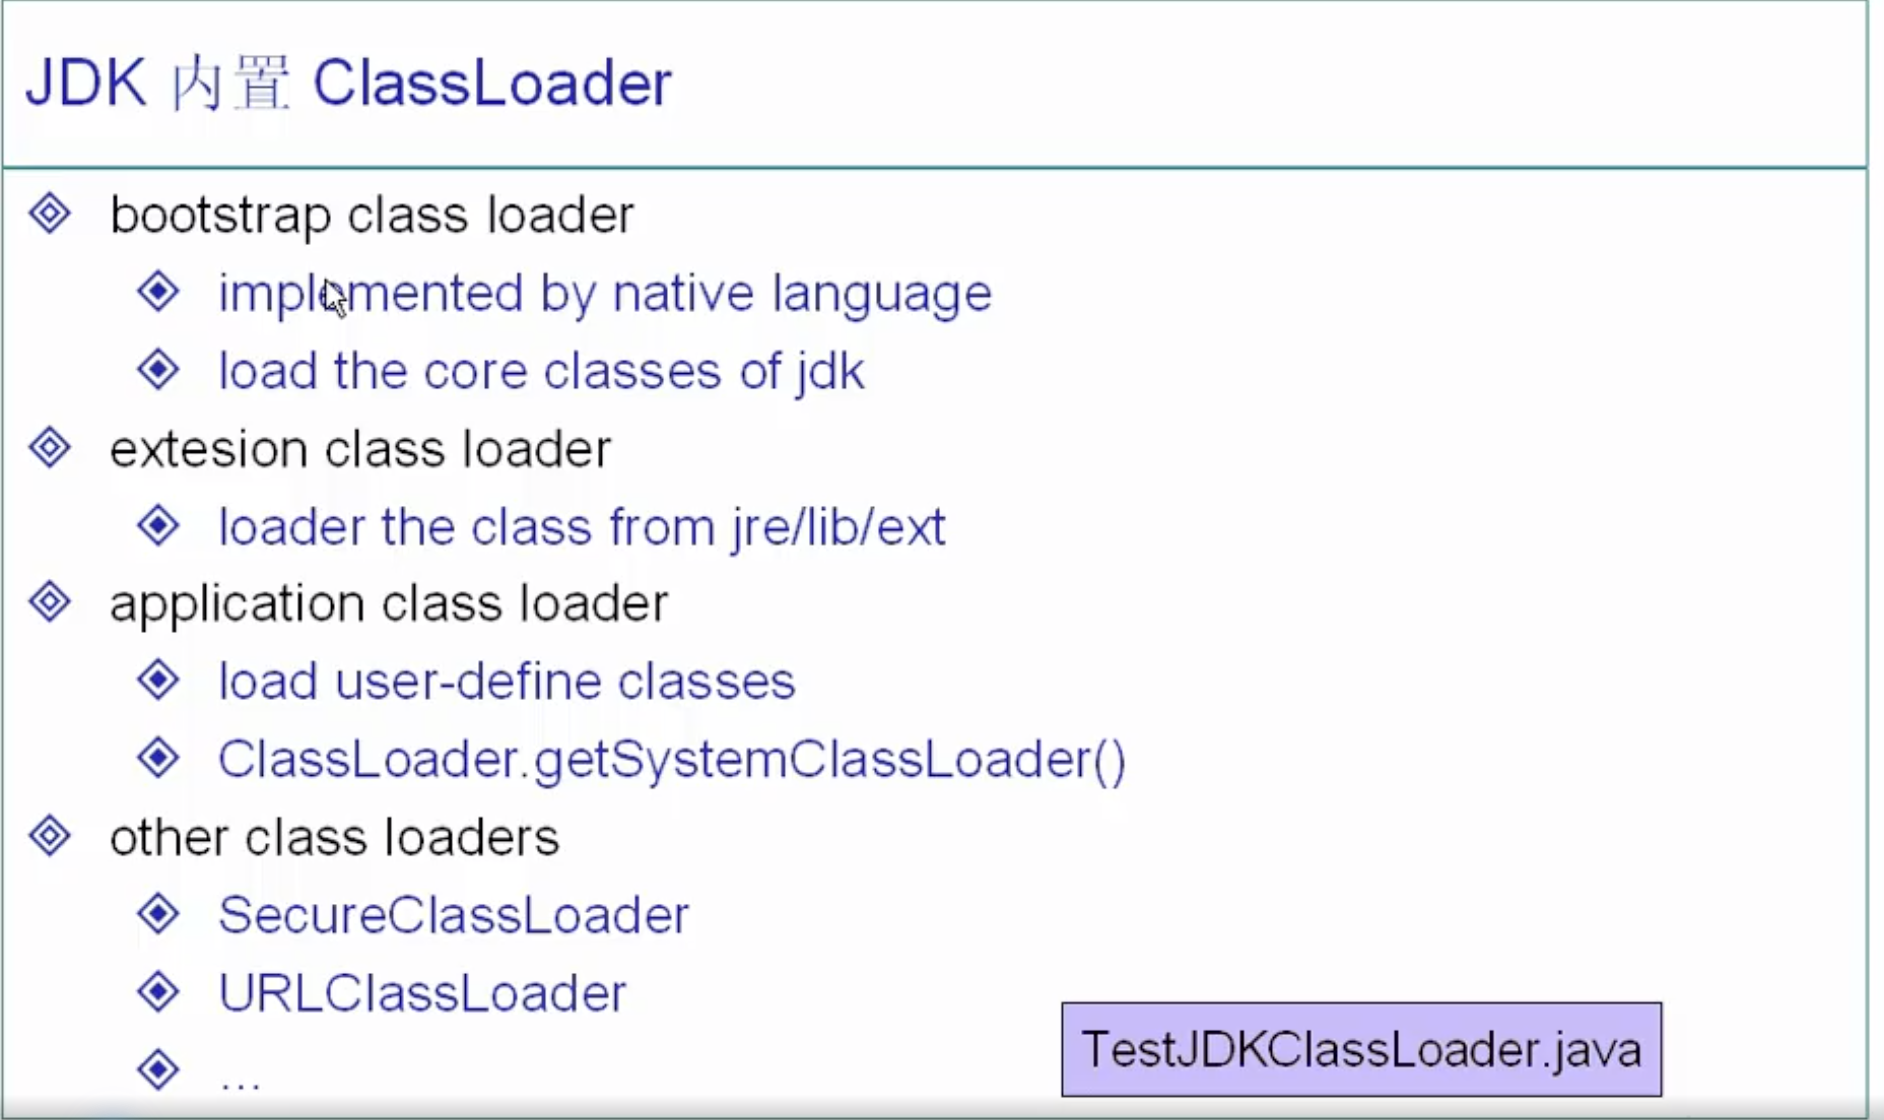 JDK 内置 ClassLoader
bootstrap class loader
implemented by native language
load the core classes of jdk
extesion class loader
loader the class from jre/lib/ext
application class loader
load user-define classes
ClassLoader.getSystemClassLoader()
other class loaders
SecureClassLoader
URLClassLoader
...
TestJDKClassLoader.java